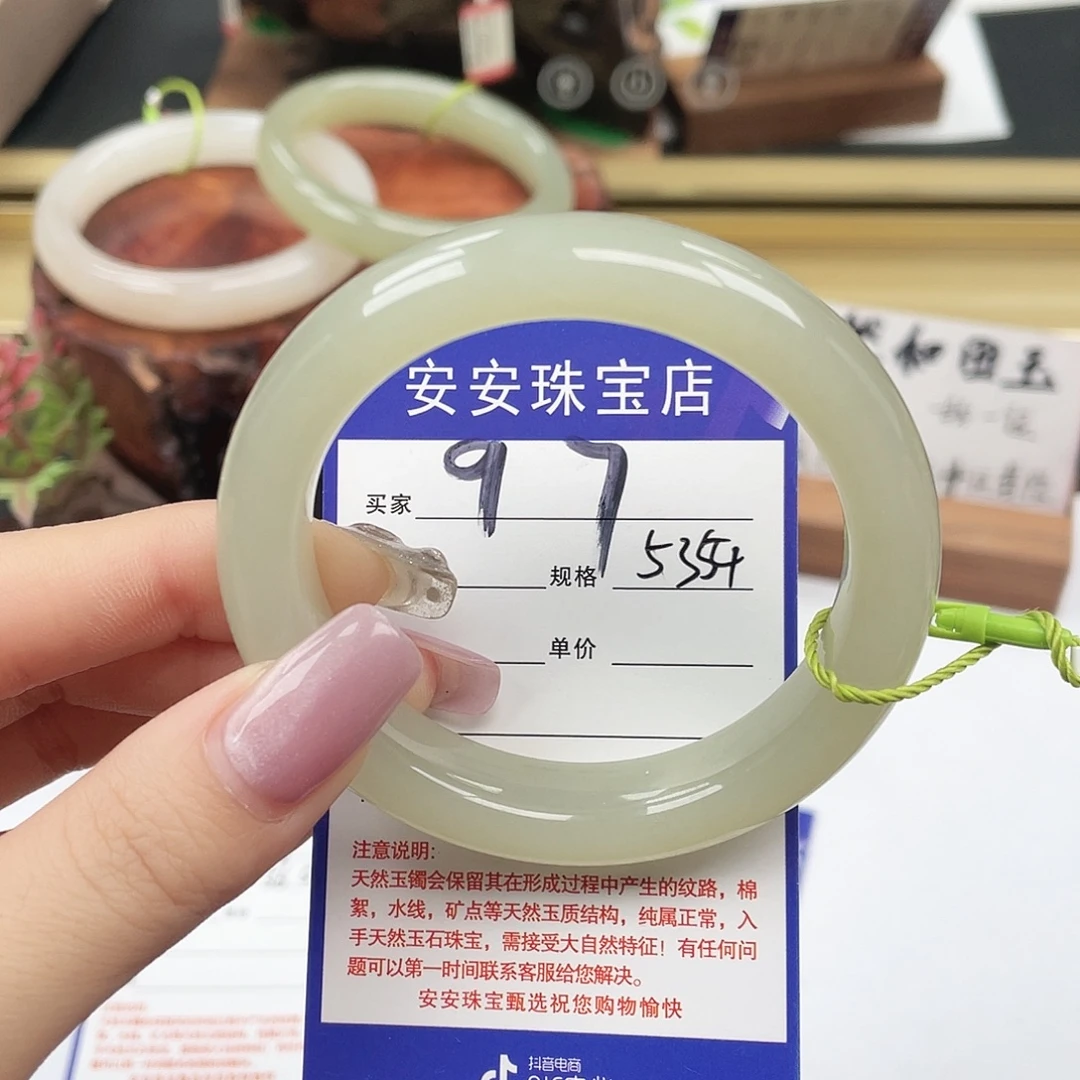 安安珠宝店
97
买家
规格 5354
单价
和田玉
注意说明:
天然玉镯会保留其在形成过程中产生的纹路，棉
絮，水线，矿点等天然玉质结构，纯属正常，入
手天然玉石珠宝，需接受大自然特征！有任何问
题可以第一时间联系客服给您解决。
安安珠宝甄选祝您购物愉快
抖音电商